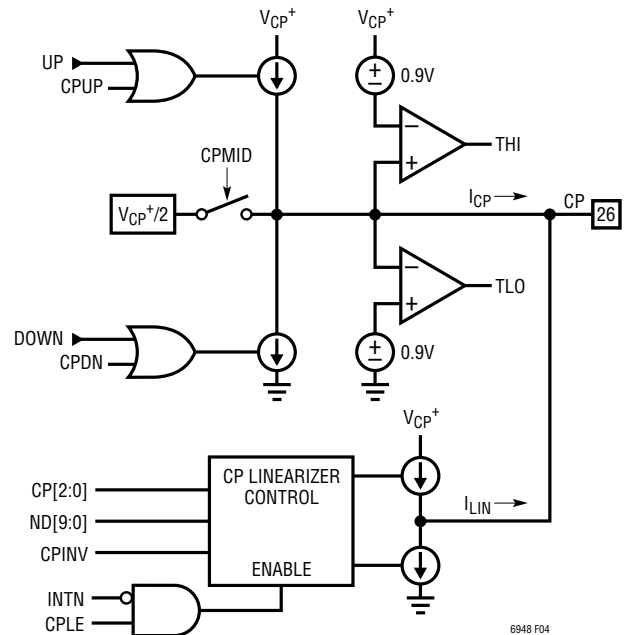 VCP+
VCP+
UP
CPUP
+
−
0.9V
−
+
THI
CPMID
VCP+/2
ICP
CP
26
−
+
TLO
DOWN
CPDN
+
−
0.9V
VCP+
CP[2:0]
ND[9:0]
CPINV
CP LINEARIZER
CONTROL
ENABLE
ILIN
INTN
CPLE
6948 F04